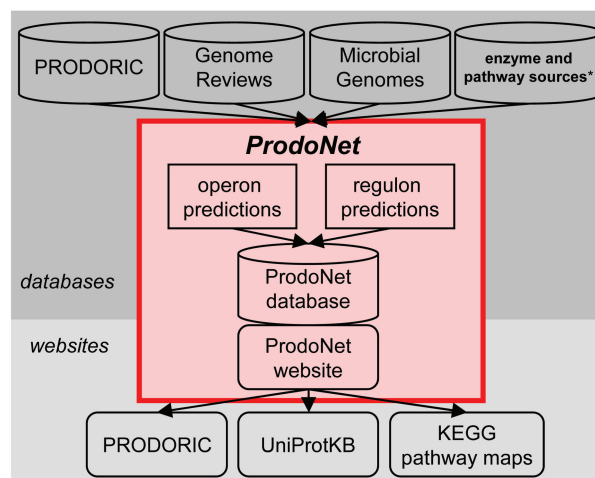 PRODORIC
Genome
Reviews
Microbial
Genomes
enzyme and
pathway sources*
ProdoNet
operon
predictions
regulon
predictions
ProdoNet
database
databases
websites
ProdoNet
website
PRODORIC
UniProtKB
KEGG
pathway maps